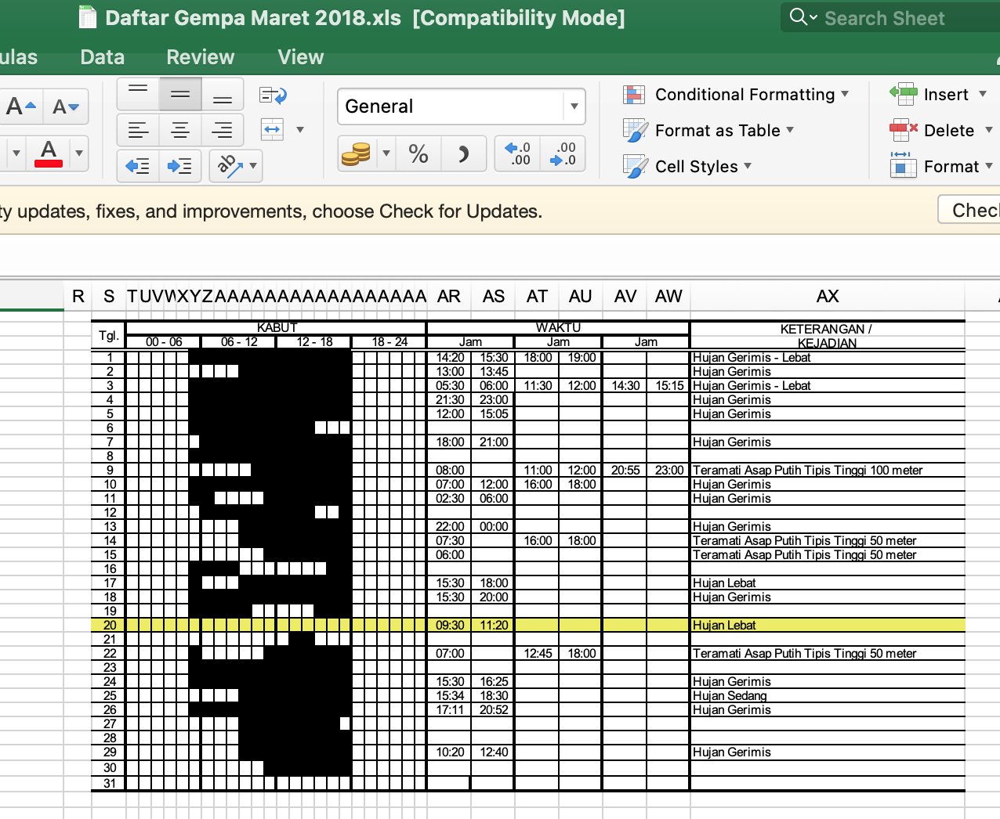 Daftar Gempa Maret 2018.xls [Compatibility Mode]
Search Sheet
ulas Data Review View
A A General Conditional Formatting Insert
Format as Table Delete
A % .0 .00 .00 .0 Cell Styles Format
ab
ty updates, fixes, and improvements, choose Check for Updates. Check
R S T U V W X Y Z A A A A A A A A A A A A A A A A A A AR AS AT AU AV AW AX
Tgl. KABUT WAKTU KETERANGAN / KEJADIAN
00 - 06 06 - 12 12 - 18 18 - 24 Jam Jam Jam
1 14:20 15:30 18:00 19:00 Hujan Gerimis - Lebat
2 13:00 13:45 Hujan Gerimis
3 05:30 06:00 11:30 12:00 14:30 15:15 Hujan Gerimis - Lebat
4 21:30 23:00 Hujan Gerimis
5 12:00 15:05 Hujan Gerimis
6
7 18:00 21:00 Hujan Gerimis
8
9 08:00 11:00 12:00 20:55 23:00 Teramati Asap Putih Tipis Tinggi 100 meter
10 07:00 12:00 16:00 18:00 Hujan Gerimis
11 02:30 06:00 Hujan Gerimis
12
13 22:00 00:00 Hujan Gerimis
14 07:30 16:00 18:00 Teramati Asap Putih Tipis Tinggi 50 meter
15 06:00 Teramati Asap Putih Tipis Tinggi 50 meter
16
17 15:30 18:00 Hujan Lebat
18 15:30 20:00 Hujan Gerimis
19
20 09:30 11:20 Hujan Lebat
21
22 07:00 12:45 18:00 Teramati Asap Putih Tipis Tinggi 50 meter
23
24 15:30 16:25 Hujan Gerimis
25 15:34 18:30 Hujan Sedang
26 17:11 20:52 Hujan Gerimis
27
28
29 10:20 12:40 Hujan Gerimis
30
31